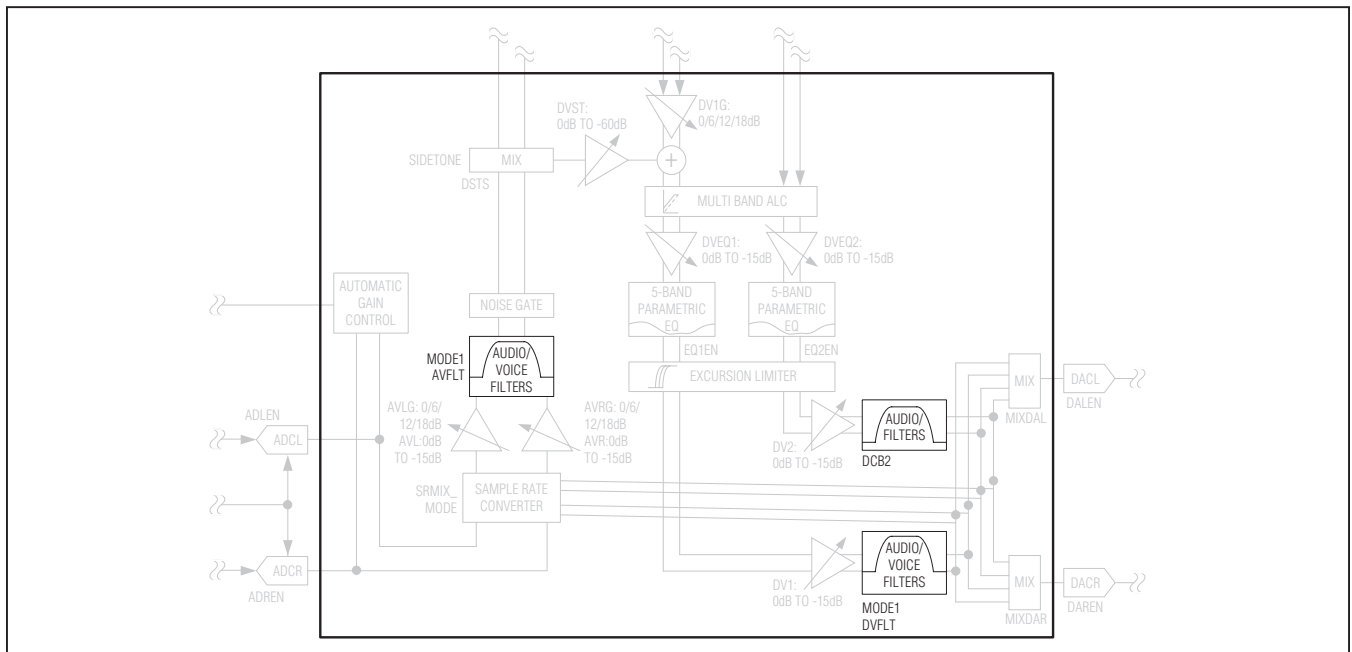 DVST:
0dB TO -60dB
DV1G:
0/6/12/18dB
SIDETONE
MIX
DSTS
+
MULTI BAND ALC
DVEQ1:
0dB TO -15dB
DVEQ2:
0dB TO -15dB
AUTOMATIC
GAIN
CONTROL
NOISE GATE
5-BAND
PARAMETRIC
EQ
5-BAND
PARAMETRIC
EQ
EQ1EN
EQ2EN
MODE1
AVFLT
AUDIO/
VOICE
FILTERS
EXCURSION LIMITER
MIX
DACL
DALEN
MIXDAL
AVLG: 0/6/
12/18dB
AVL:0dB
TO -15dB
AVRG: 0/6/
12/18dB
AVR:0dB
TO -15dB
ADLEN
ADCL
DV2:
0dB TO -15dB
AUDIO/
FILTERS
DCB2
SRMIX_
MODE
SAMPLE RATE
CONVERTER
ADCR
ADREN
DV1:
0dB TO -15dB
AUDIO/
VOICE
FILTERS
MODE1
DVFLT
MIX
MIXDAR
DACR
DAREN